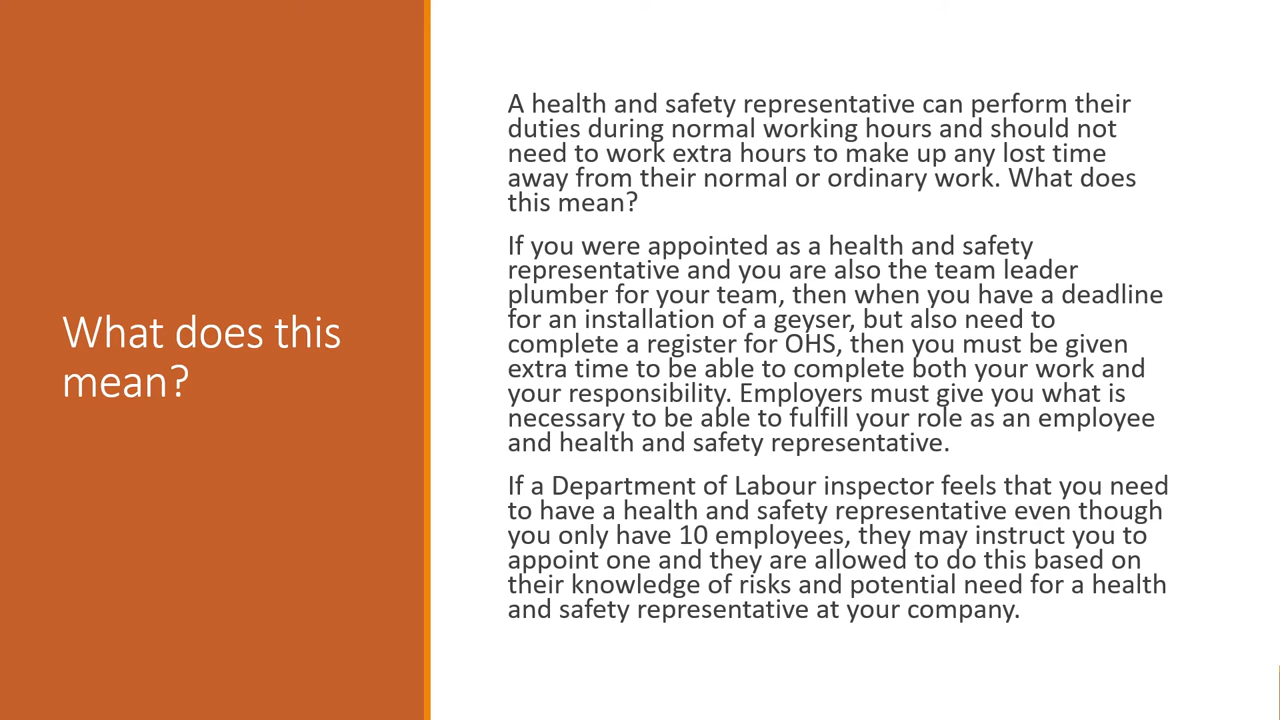 What does this
mean?
A health and safety representative can perform their
duties during normal working hours and should not
need to work extra hours to make up any lost time
away from their normal or ordinary work. What does
this mean?
If you were appointed as a health and safety
representative and you are also the team leader
plumber for your team, then when you have a deadline
for an installation of a geyser, but also need to
complete a register for OHS, then you must be given
extra time to be able to complete both your work and
your responsibility. Employers must give you what is
necessary to be able to fulfill your role as an employee
and health and safety representative.
If a Department of Labour inspector feels that you need
to have a health and safety representative even though
you only have 10 employees, they may instruct you to
appoint one and they are allowed to do this based on
their knowledge of risks and potential need for a health
and safety representative at your company.